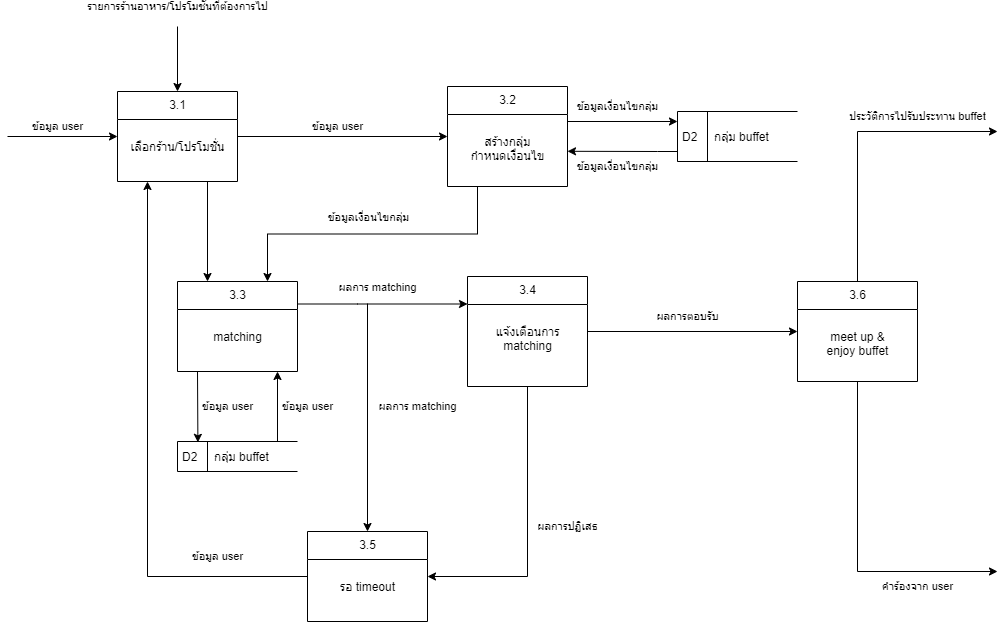 รายการร้านอาหาร/โปรโมชั่นที่ต้องการไป
3.1
เลือกร้าน/โปรโมชั่น
ข้อมูล user
ข้อมูล user
3.2
สร้างกลุ่ม
กำหนดเงื่อนไข
ข้อมูลเงื่อนไขกลุ่ม
D2
กลุ่ม buffet
ข้อมูลเงื่อนไขกลุ่ม
ประวัติการไปรับประทาน buffet
ข้อมูลเงื่อนไขกลุ่ม
3.3
matching
ผลการ matching
3.4
แจ้งเตือนการ
matching
ผลการตอบรับ
3.6
meet up &
enjoy buffet
ข้อมูล user
ข้อมูล user
ผลการ matching
D2
กลุ่ม buffet
ผลการปฏิเสธ
3.5
รอ timeout
ข้อมูล user
คำร้องจาก user